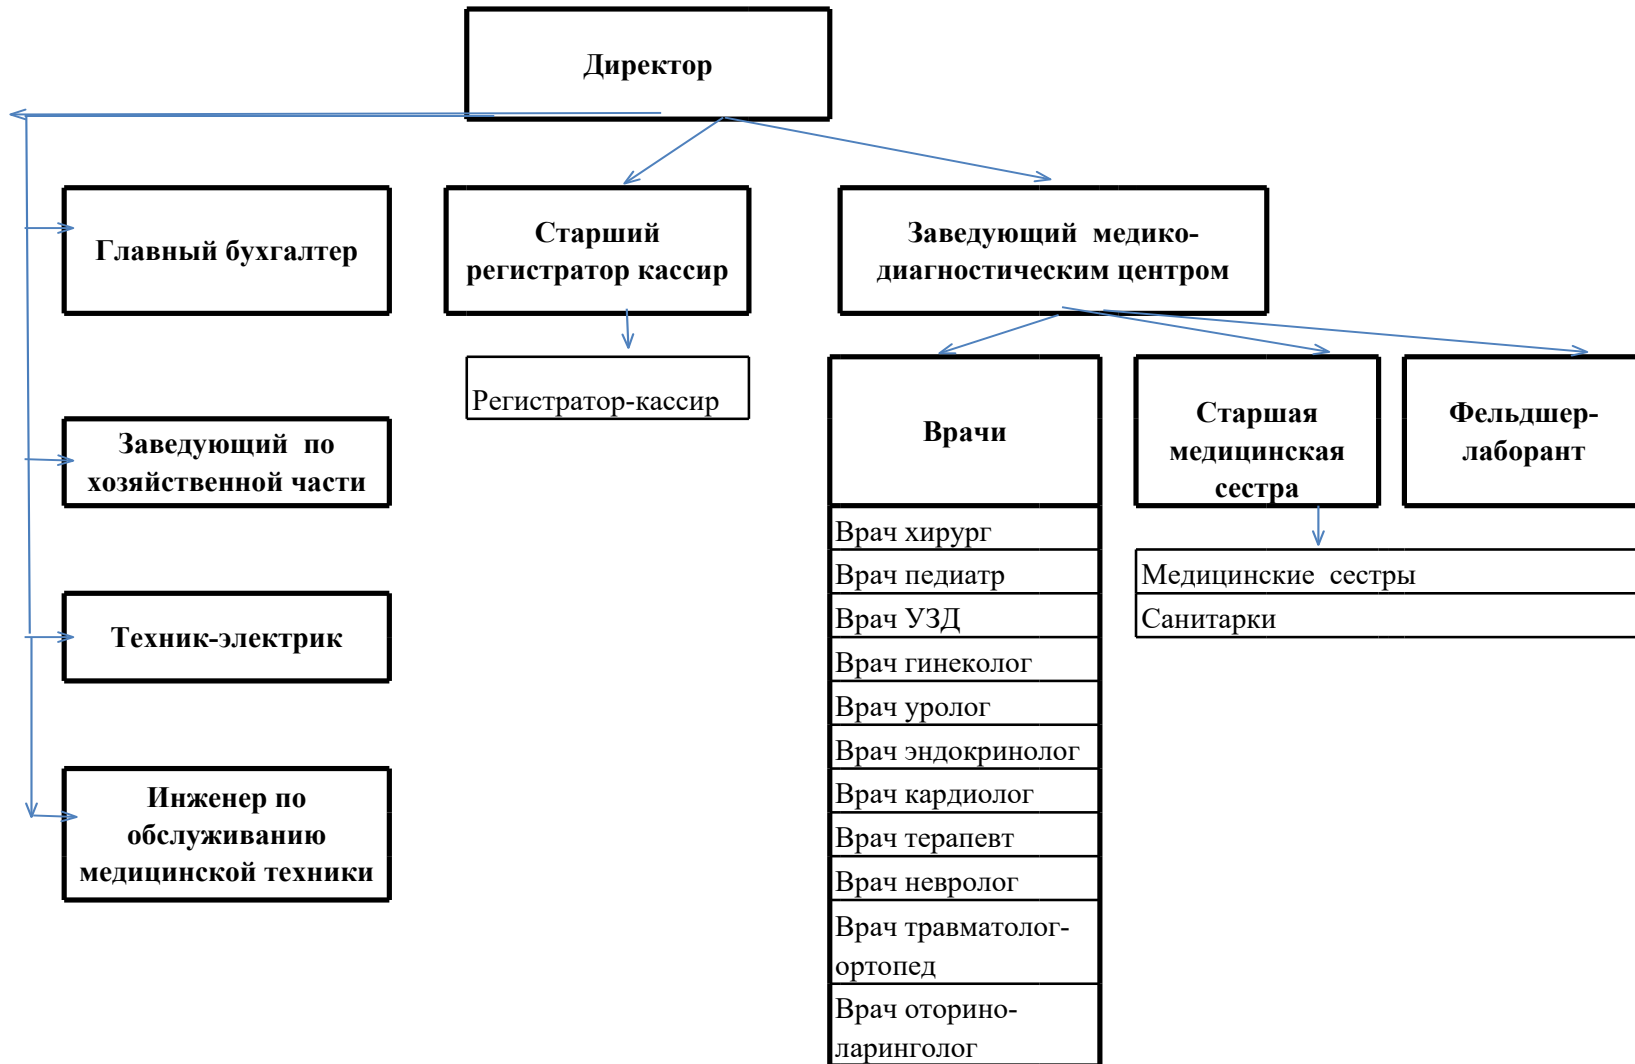 Директор
Главный бухгалтер
Старший
регистратор кассир
Заведующий медико-
диагностическим центром
Регистратор-кассир
Заведующий по
хозяйственной части
Техник-электрик
Инженер по
обслуживанию
медицинской техники
Врачи
Врач хирург
Врач педиатр
Врач УЗД
Врач гинеколог
Врач уролог
Врач эндокринолог
Врач кардиолог
Врач терапевт
Врач невролог
Врач травматолог-
ортопед
Врач оторино-
ларинголог
Старшая
медицинская
сестра
Медицинские сестры
Санитарки
Фельдшер-
лаборант